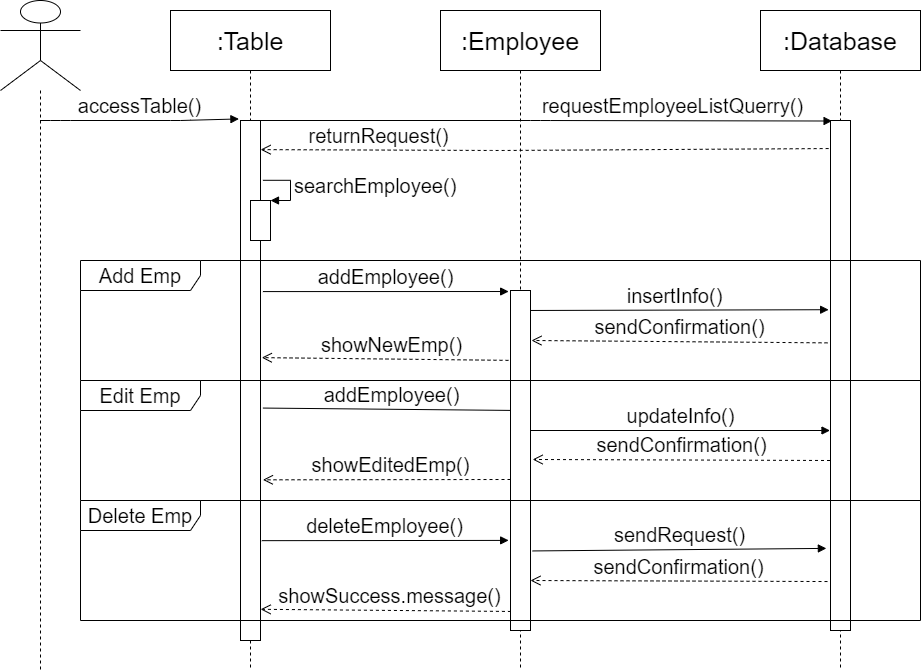 :Table
:Employee
:Database
accessTable()
requestEmployeeListQuerry()
returnRequest()
searchEmployee()
Add Emp
addEmployee()
insertInfo()
sendConfirmation()
showNewEmp()
Edit Emp
addEmployee()
updateInfo()
sendConfirmation()
showEditedEmp()
Delete Emp
deleteEmployee()
sendRequest()
sendConfirmation()
showSuccess.message()